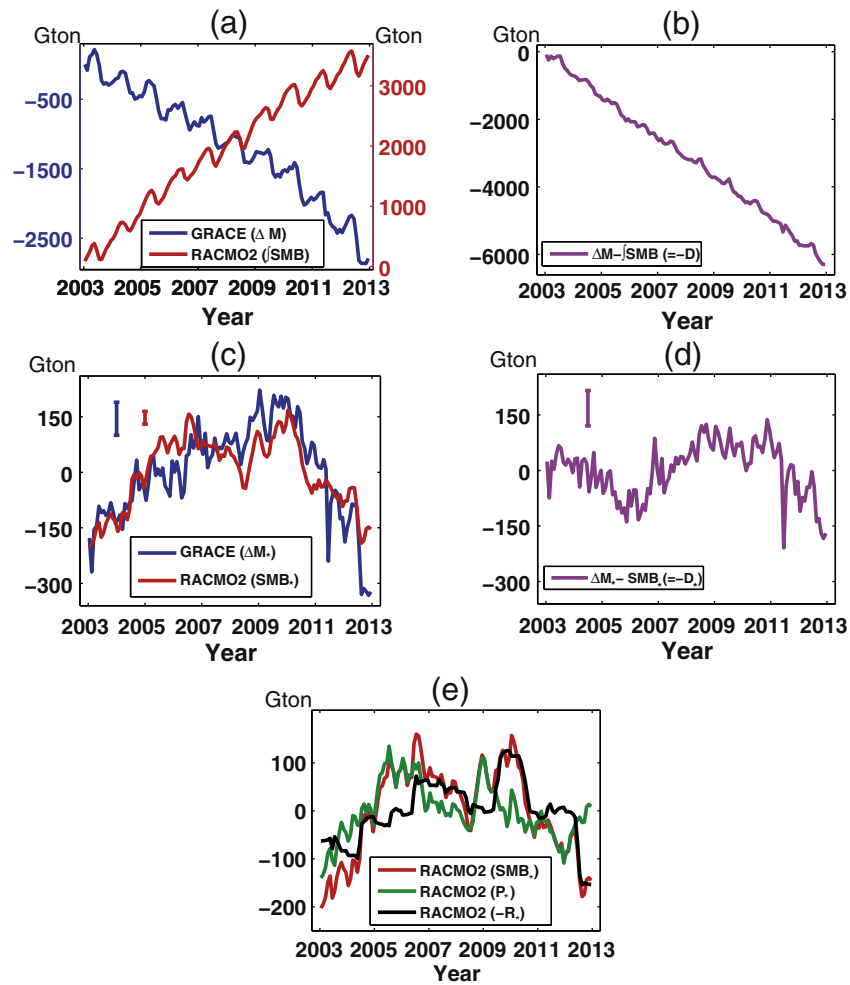 (a)
Gton
Gton
−500
−1500
−2500
3000
2000
1000
0
GRACE (Δ M)
RACMO2 (∫SMB)
2003 2005 2007 2009 2011 2013
Year
(b)
0
−2000
−4000
−6000
ΔM−∫SMB (=−D)
2003 2005 2007 2009 2011 2013
Year
(c)
Gton
150
0
−150
−300
GRACE (ΔM*)
RACMO2 (SMB*)
2003 2005 2007 2009 2011 2013
Year
(d)
150
0
−150
−300
ΔM*− SMB* (=−D*)
2003 2005 2007 2009 2011 2013
Year
(e)
Gton
100
0
−100
−200
RACMO2 (SMB*)
RACMO2 (P*)
RACMO2 (−R*)
2003 2005 2007 2009 2011 2013
Year